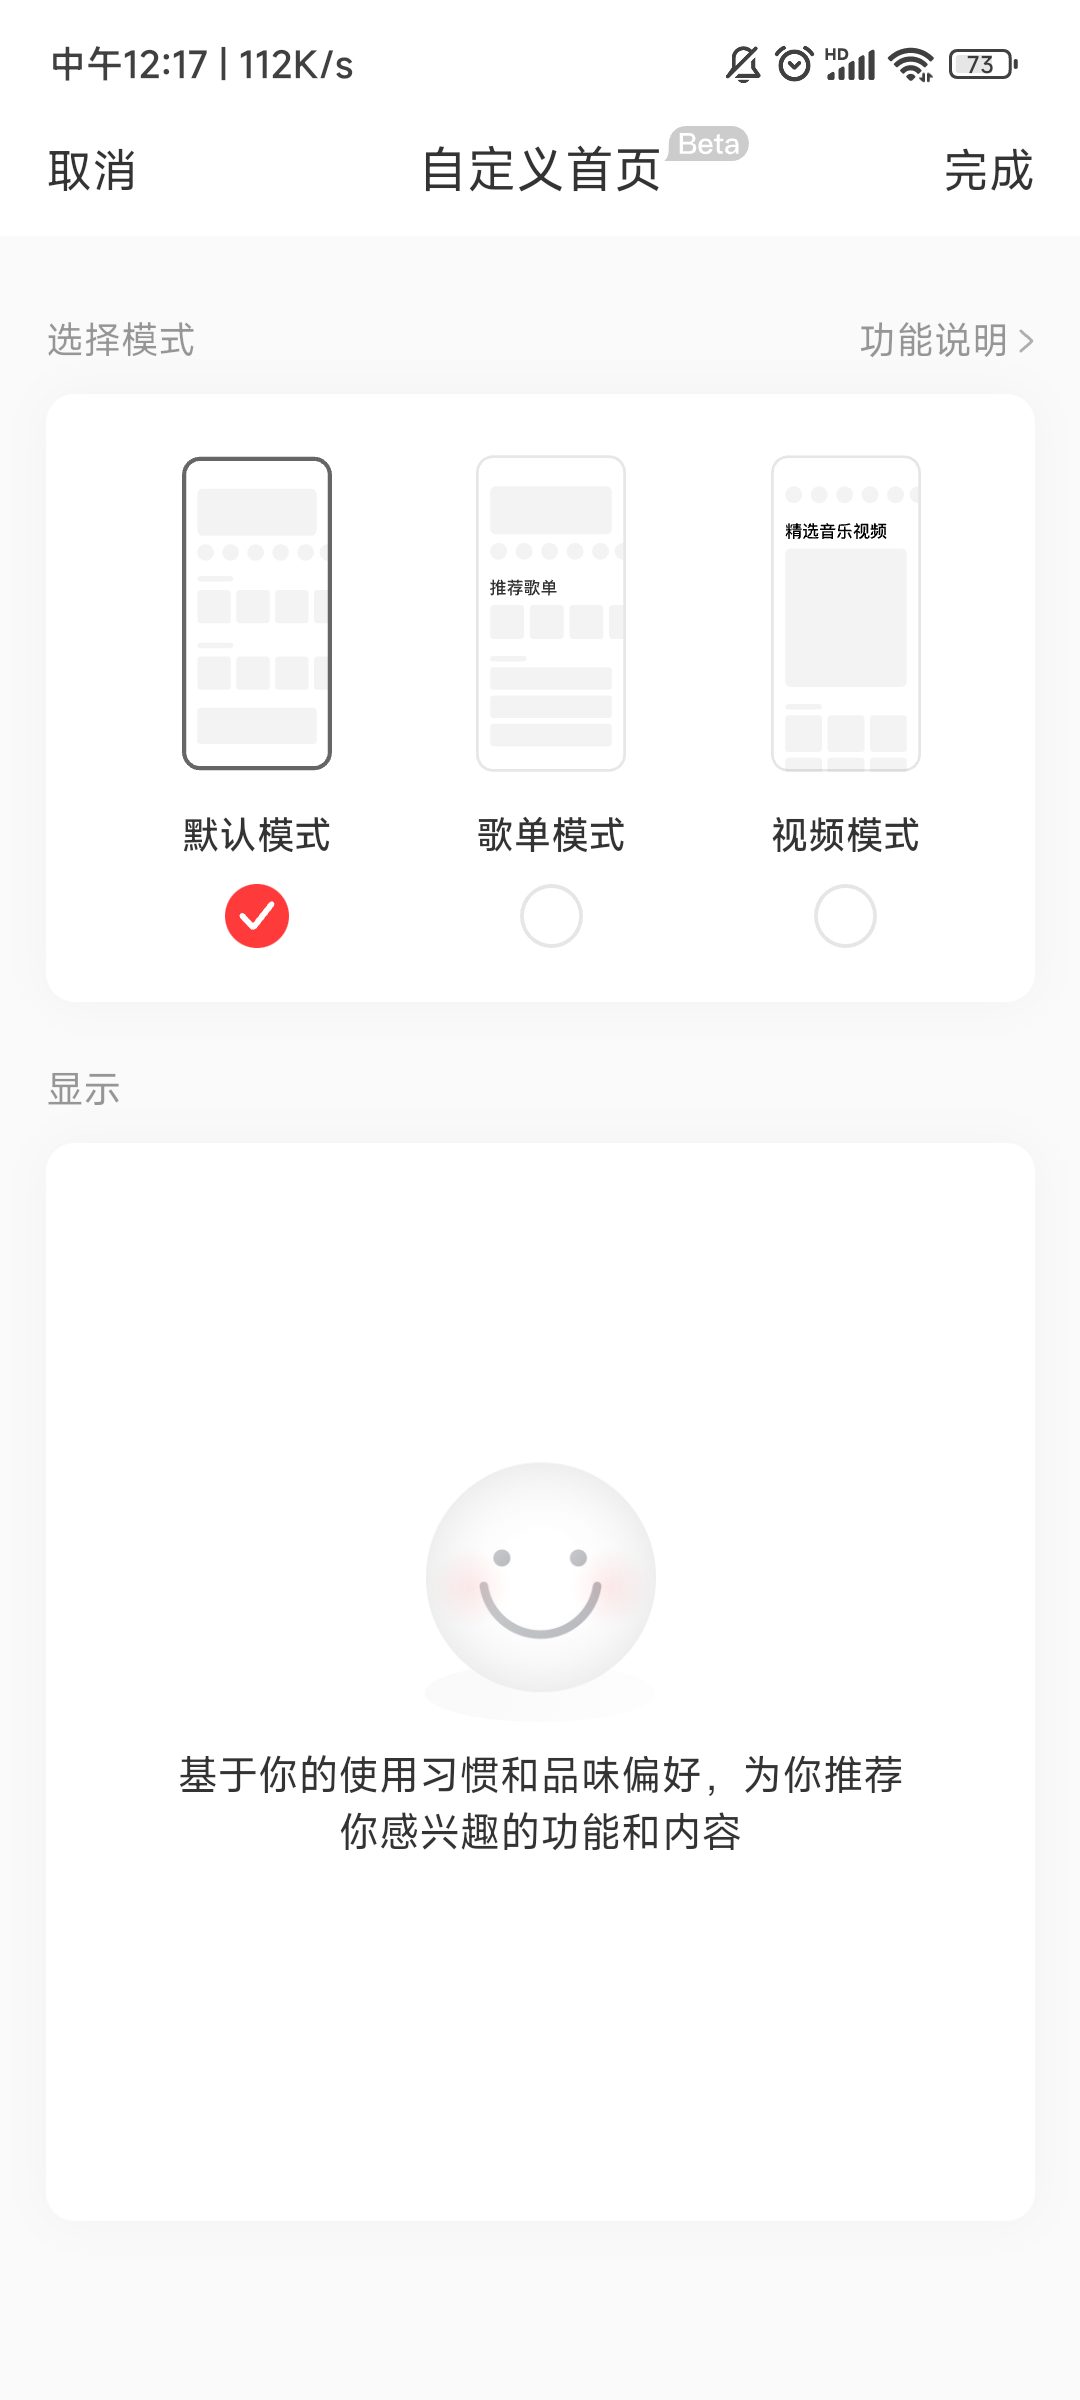 中午12:17 | 112K/s
HD
73
取消
自定义首页
Beta
完成
选择模式
功能说明
推荐歌单
精选音乐视频
默认模式
歌单模式
视频模式
显示
基于你的使用习惯和品味偏好，为你推荐
你感兴趣的功能和内容